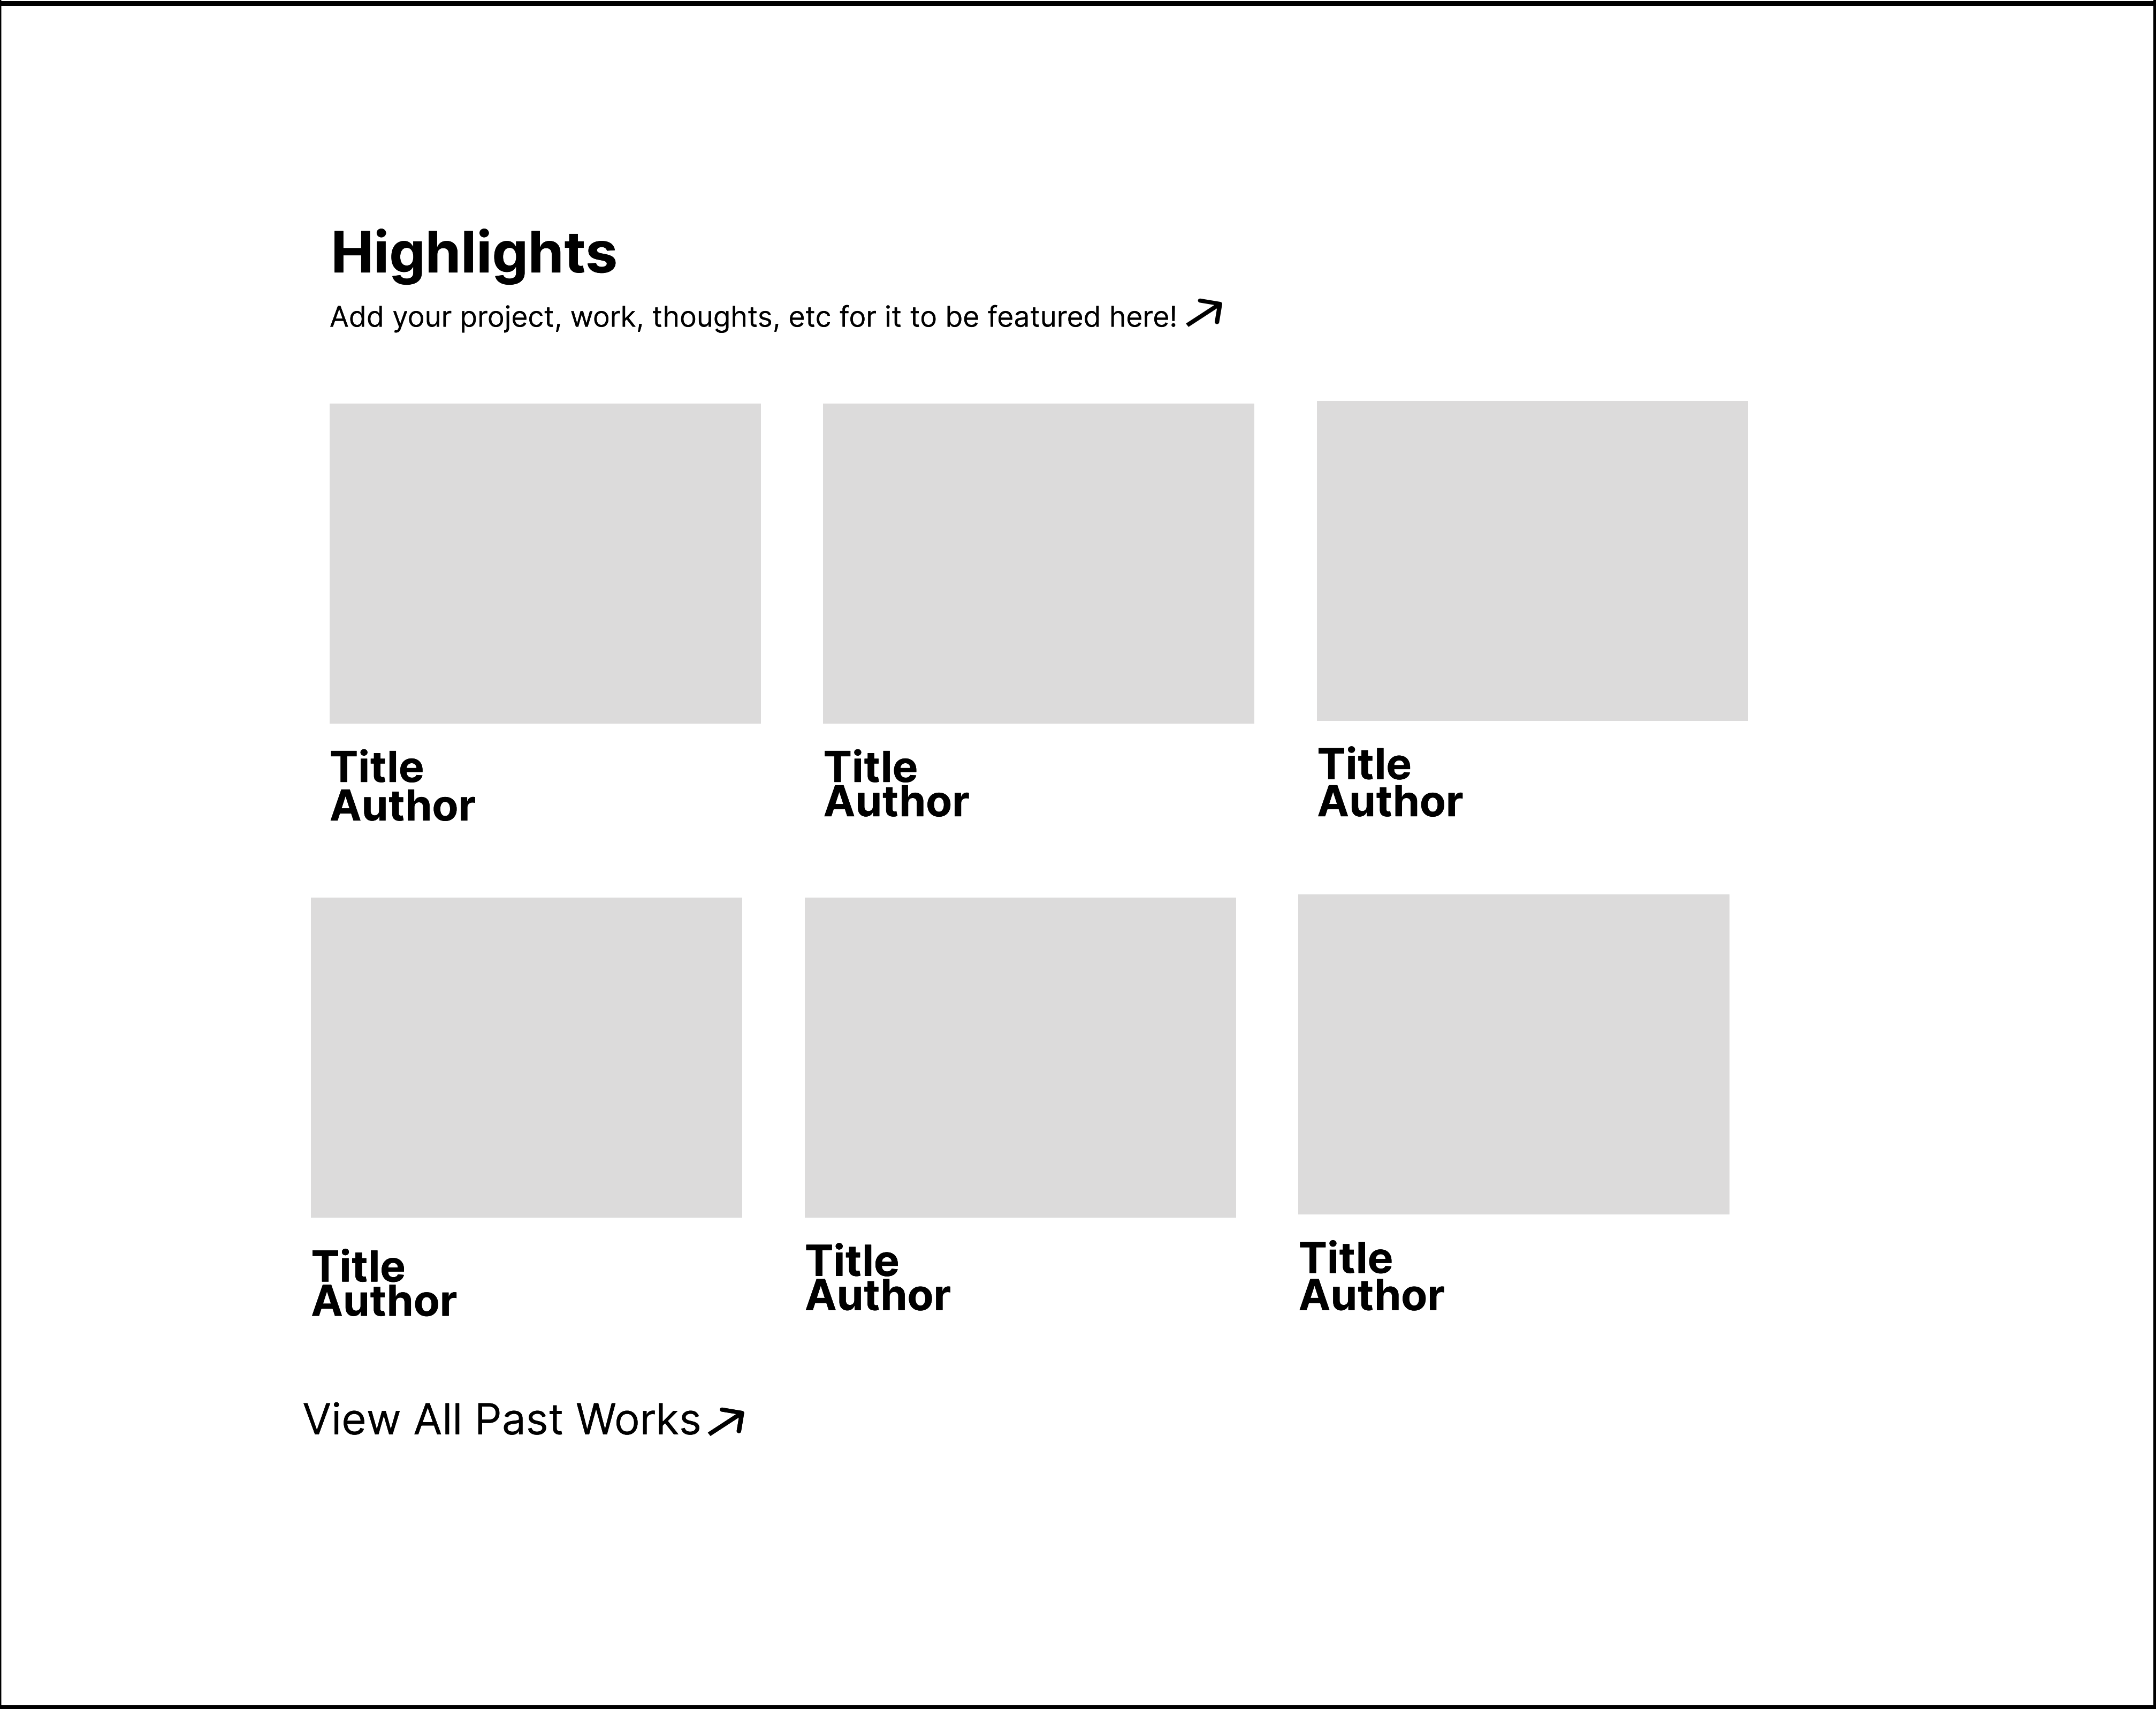 Highlights
Add your project, work, thoughts, etc for it to be featured here!
Title
Author
Title
Author
Title
Author
Title
Author
Title
Author
Title
Author
View All Past Works